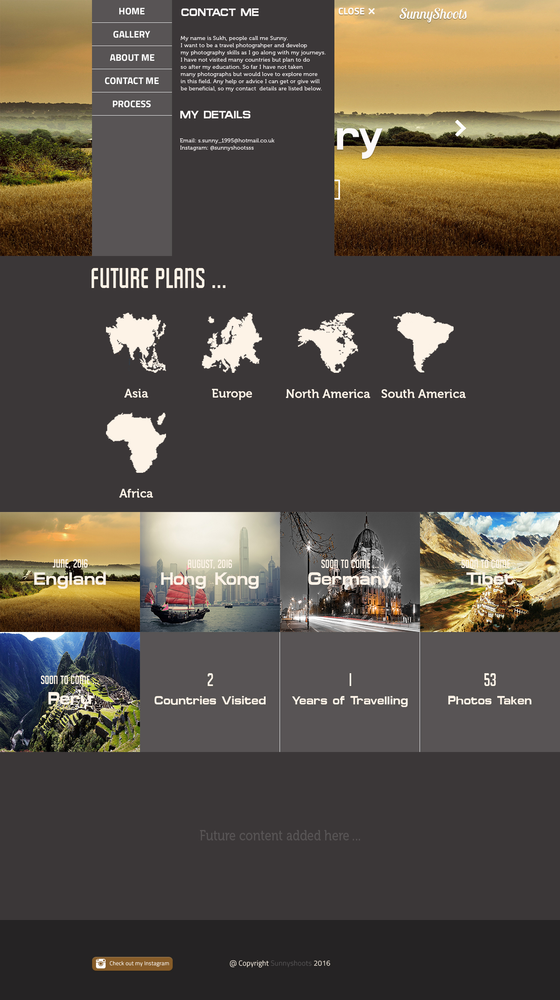 HOME
GALLERY
ABOUT ME
CONTACT ME
PROCESS
CONTACT ME
My name is Sukh, people call me Sunny.
I want to be a travel photograhper and develop
my photography skills as I go along with my journeys.
I have not visited many countries but plan to do
so after my education. So far I have not taken
many photographs but would love to explore more
in this field. Any help or advice I can get or give will
be beneficial, so my contact  details are listed below.
MY DETAILS
Email: s.sunny_1995@hotmail.co.uk
Instagram: @sunnyshootsss
CLOSE ✕
SunnyShoots
ry
FUTURE PLANS ...
Asia
Europe
North America
South America
Africa
JUNE, 2016
England
AUGUST, 2016
Hong Kong
SOON TO COME ...
Germany
SOON TO COME ...
Tibet
SOON TO COME ...
Peru
2
Countries Visited
1
Years of Travelling
53
Photos Taken
Future content added here ...
Check out my Instagram
@ Copyright Sunnyshoots 2016